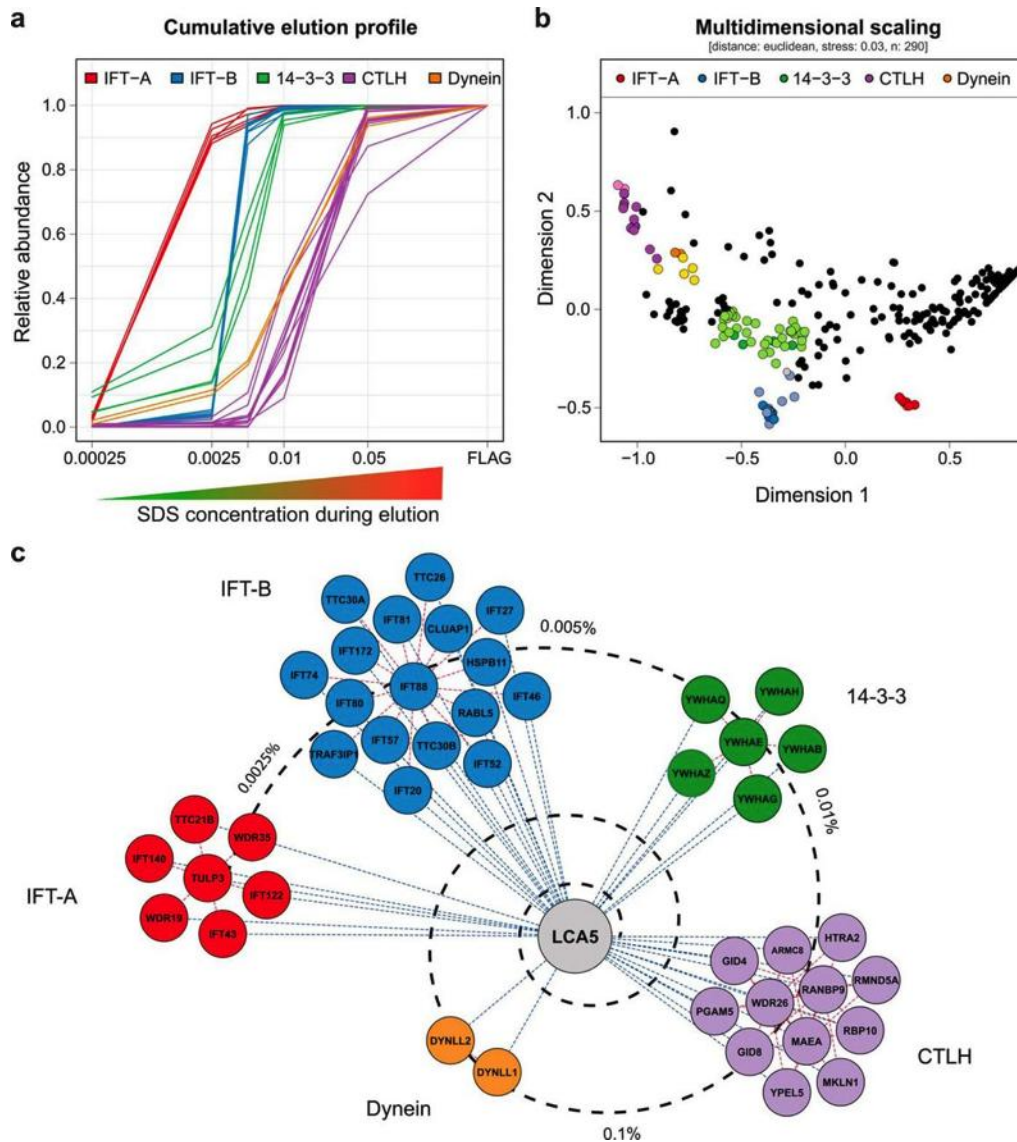 a
Cumulative elution profile
IFT-A IFT-B 14-3-3 CTLH Dynein
Relative abundance
1.0
0.8
0.6
0.4
0.2
0.0
0.00025 0.0025 0.01 0.05 FLAG
SDS concentration during elution
b
Multidimensional scaling
[distance: euclidean, stress: 0.03, n: 290]
IFT-A IFT-B 14-3-3 CTLH Dynein
Dimension 2
1.0
0.5
0.0
−0.5
−1.0 −0.5 0.0 0.5
Dimension 1
c
IFT-B
TTC26
TTC30A
IFT81
IFT27
CLUAP1
IFT172
HSPB11
IFT74
IFT88
IFT46
IFT80
RABL5
IFT57
TTC30B
TRAF3IP1
IFT52
IFT20
0.005%
0.0025%
14-3-3
YWHAQ
YWHAH
YWHAE
YWHAB
YWHAZ
YWHAG
0.01%
IFT-A
TTC21B
WDR35
IFT140
TULP3
IFT122
WDR19
IFT43
LCA5
ARMC8
HTRA2
GID4
RANBP9
RMND5A
WDR26
PGAM5
RBP10
GID8
MAEA
YPEL5
MKLN1
CTLH
DYNLL2
DYNLL1
Dynein
0.1%